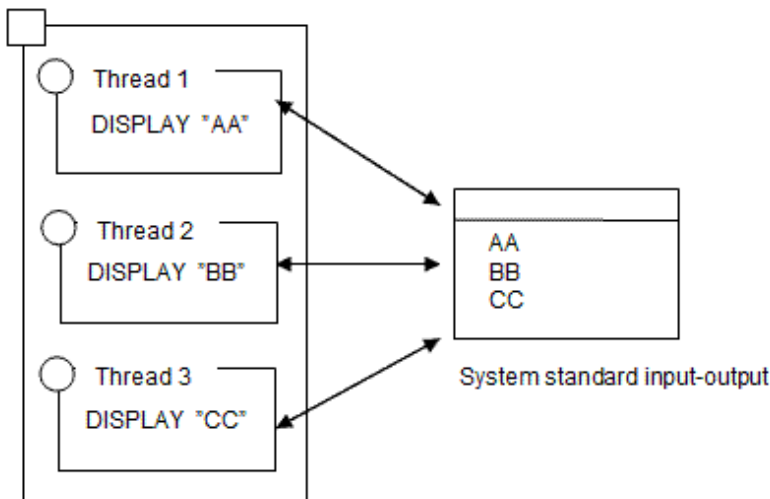 Thread 1
DISPLAY ”AA”
Thread 2
DISPLAY ”BB”
Thread 3
DISPLAY ”CC”
AA
BB
CC
System standard input-output